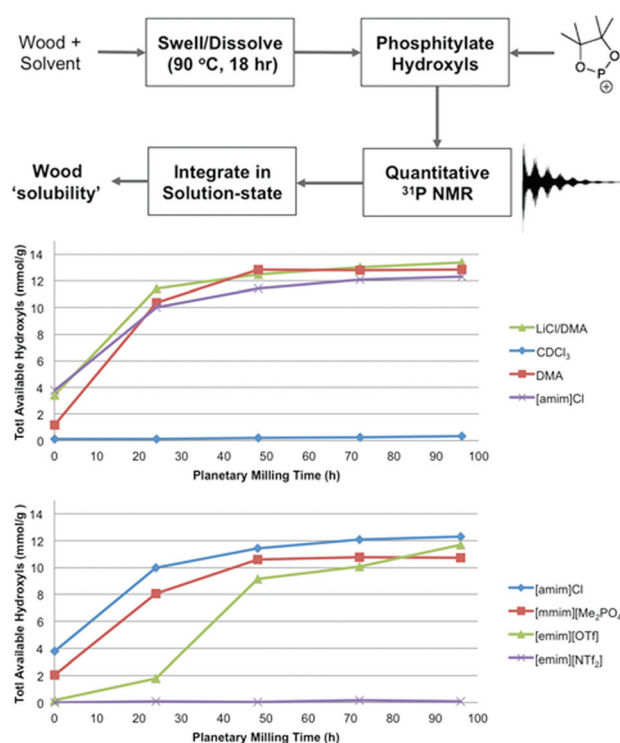 Wood +
Solvent
Swell/Dissolve
(90 °C, 18 hr)
Phosphitylate
Hydroxyls
O
O
P
⊕
Wood
'solubility'
Integrate in
Solution-state
Quantitative
³¹P NMR
Totl Available Hydroxyls (mmol/g)
14
12
10
8
6
4
2
0
0 10 20 30 40 50 60 70 80 90 100
Planetary Milling Time (h)
LiCl/DMA
CDCl₃
DMA
[amim]Cl
Totl Available Hydroxyls (mmol/g )
14
12
10
8
6
4
2
0
0 10 20 30 40 50 60 70 80 90 100
Planetary Milling Time (h)
[amim]Cl
[mmim][Me₂PO₄
[emim][OTf]
[emim][NTf₂]